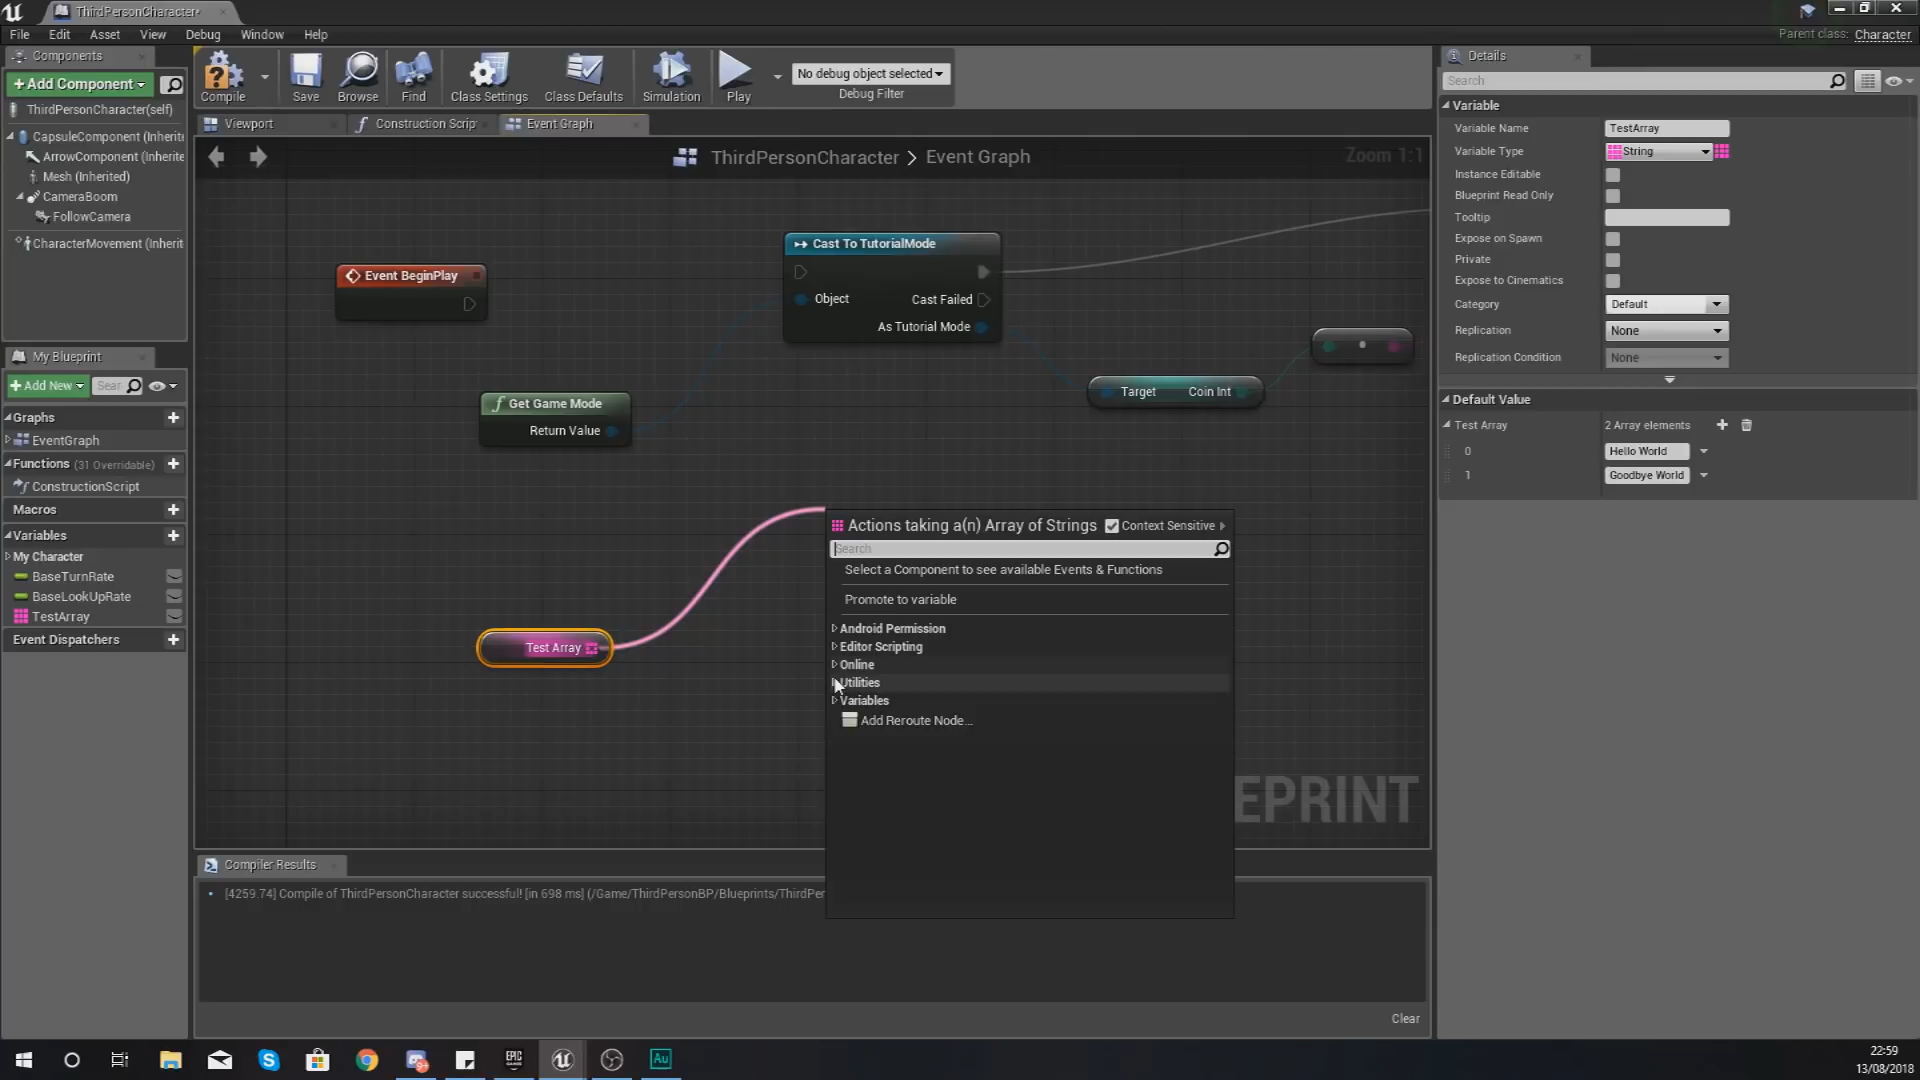 ThirdPersonCharacter*
File Edit Asset View Debug Window Help
Parent class: Character
Components
+Add Component
ThirdPersonCharacter(self)
CapsuleComponent (Inherite
ArrowComponent (Inherite
Mesh (Inherited)
CameraBoom
FollowCamera
CharacterMovement (Inherit
Compile Save Browse Find Class Settings Class Defaults Simulation Play
No debug object selected
Debug Filter
Viewport Construction Scrip Event Graph
ThirdPersonCharacter > Event Graph
Zoom 1:1
Event BeginPlay
Cast To TutorialMode
Object
Cast Failed
As Tutorial Mode
Get Game Mode
Return Value
Target Coin Int
Test Array
Actions taking a(n) Array of Strings Context Sensitive
Search
Select a Component to see available Events & Functions
Promote to variable
Android Permission
Editor Scripting
Online
Utilities
Variables
Add Reroute Node...
EPRINT
My Blueprint
+Add New Sear
Graphs
EventGraph
Functions (31 Overridable)
ConstructionScript
Macros
Variables
My Character
BaseTurnRate
BaseLookUpRate
TestArray
Event Dispatchers
Compiler Results
[4259.74] Compile of ThirdPersonCharacter successful! [in 698 ms] (/Game/ThirdPersonBP/Blueprints/ThirdPer
Clear
Details
Search
Variable
Variable Name TestArray
Variable Type String
Instance Editable
Blueprint Read Only
Tooltip
Expose on Spawn
Private
Expose to Cinematics
Category Default
Replication None
Replication Condition None
Default Value
Test Array 2 Array elements
0 Hello World
1 Goodbye World
EPIC GAMES
9+
Au
22:59
13/08/2018